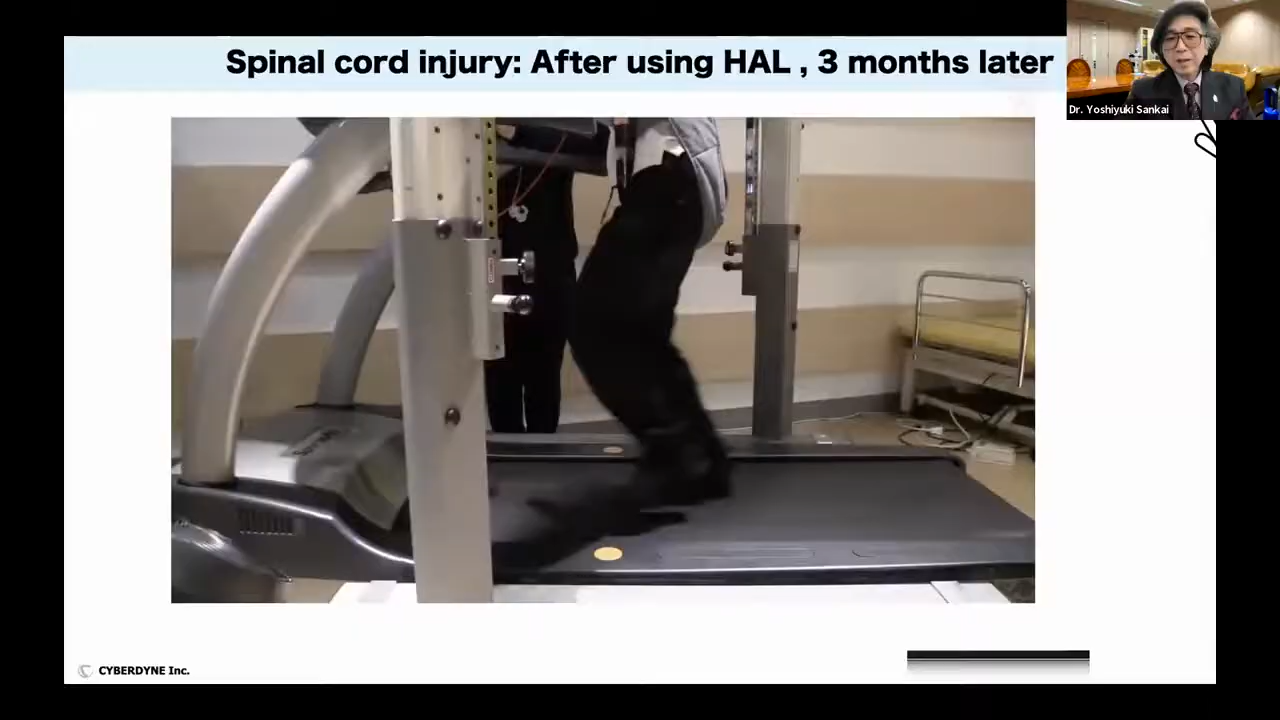 Spinal cord injury: After using HAL , 3 months later
Dr. Yoshiyuki Sankai
CYBERDYNE Inc.